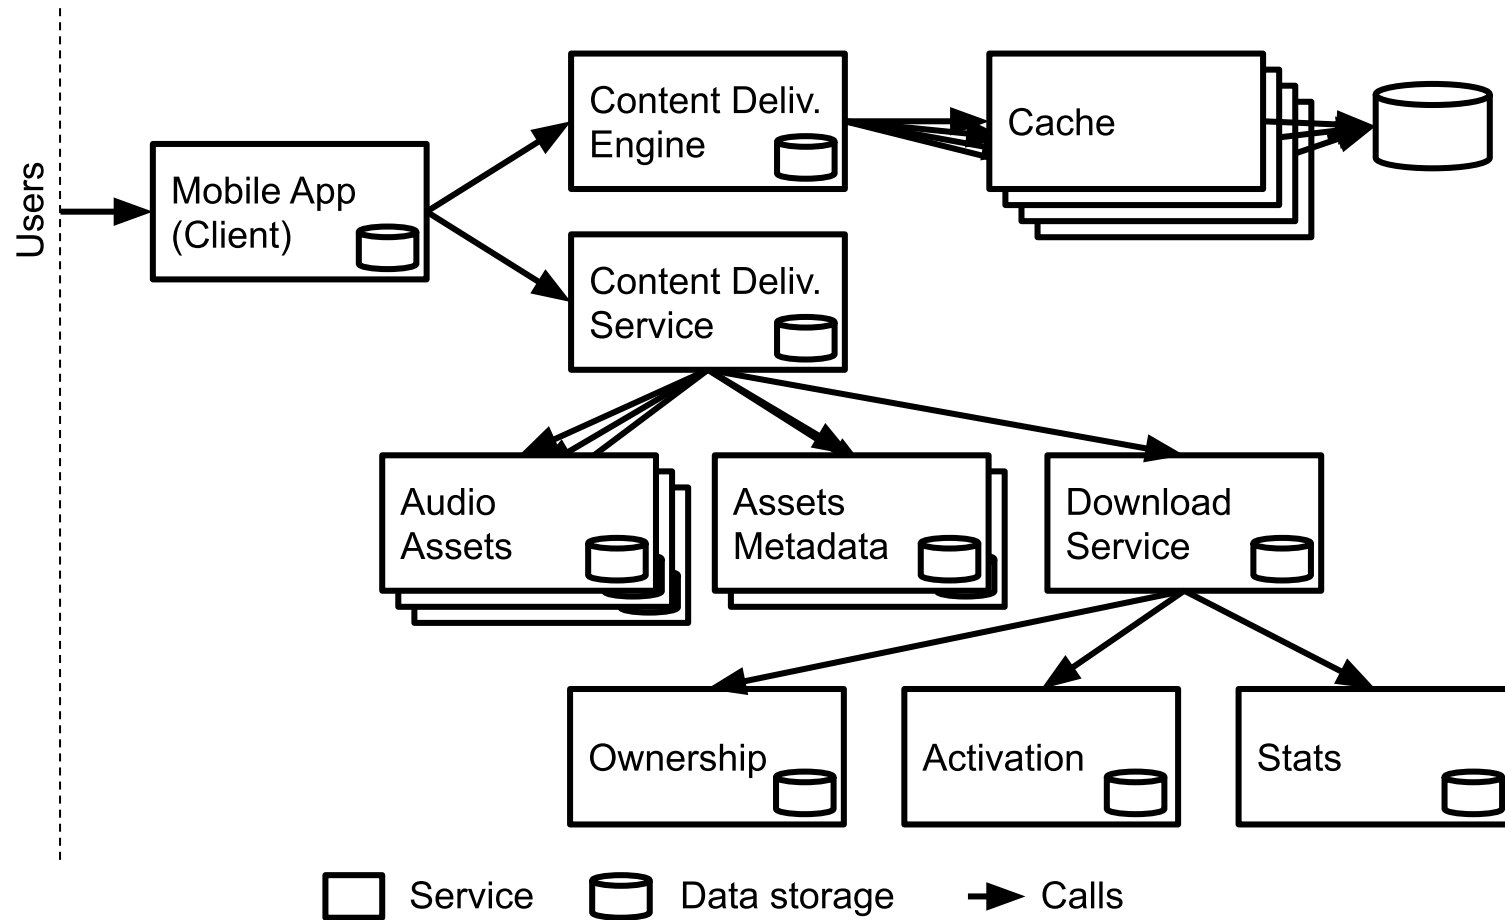 Users
Mobile App
(Client)
Content Deliv.
Engine
Cache
Content Deliv.
Service
Audio
Assets
Assets
Metadata
Download
Service
Ownership
Activation
Stats
Service
Data storage
Calls